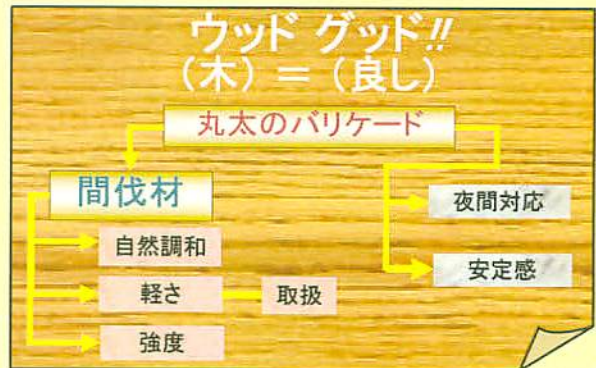 ウッド グッド!!
(木) = (良し)
丸太のバリケード
間伐材
自然調和
軽さ
取扱
強度
夜間対応
安定感